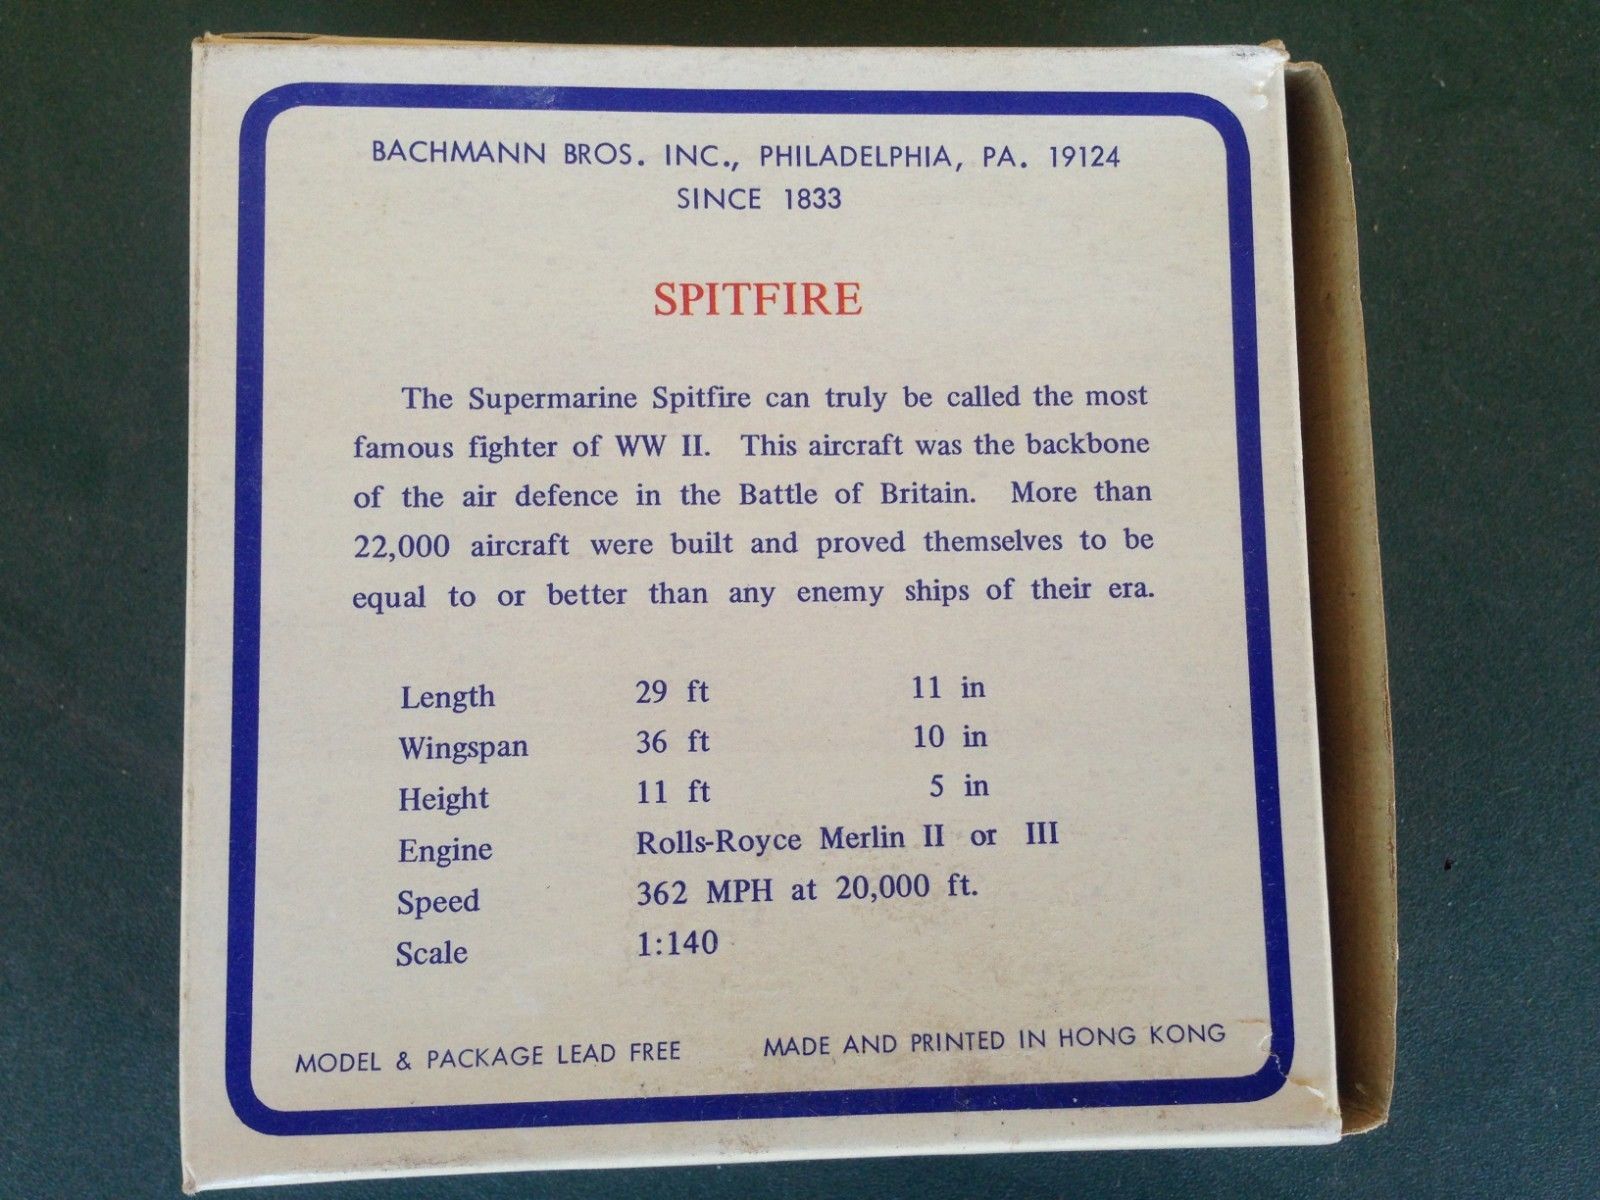 BACHMANN BROS. INC., PHILADELPHIA, PA. 19124
SINCE 1833
SPITFIRE
The Supermarine Spitfire can truly be called the most
famous fighter of WW II. This aircraft was the backbone
of the air defence in the Battle of Britain. More than
22,000 aircraft were built and proved themselves to be
equal to or better than any enemy ships of their era.
Length 29 ft 11 in
Wingspan 36 ft 10 in
Height 11 ft 5 in
Engine Rolls-Royce Merlin II or III
Speed 362 MPH at 20,000 ft.
Scale 1:140
MODEL & PACKAGE LEAD FREE MADE AND PRINTED IN HONG KONG